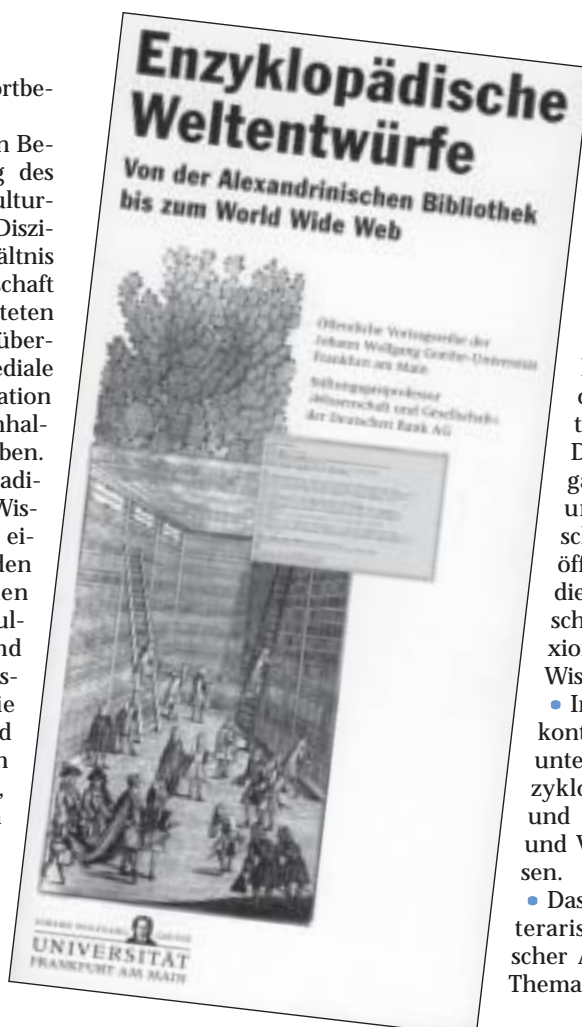 ortbe-
n Be-
g des
ultur-
Diszi-
ältnis
schaft
teten
über-
ediale
ation
nhal-
ben.
adi-
Wis-
ei-
den
en
ul-
nd
s-
ie
d
n
,
Enzyklopädische
Weltentwürfe
Von der Alexandrinischen Bibliothek
bis zum World Wide Web
Öffentliche Vortragsreihe der
Johann Wolfgang Goethe-Universität
Frankfurt am Main
Stiftungsgastprofessur
»Wissenschaft und Gesellschaft«
der Deutschen Bank AG
JOHANN WOLFGANG GOETHE
UNIVERSITÄT
FRANKFURT AM MAIN
D
ga
un
sch
öff
die
sch
xion
Wis
• In
kont
unte
zyklo
und
und V
sen.
• Das
teraris
scher A
Thema